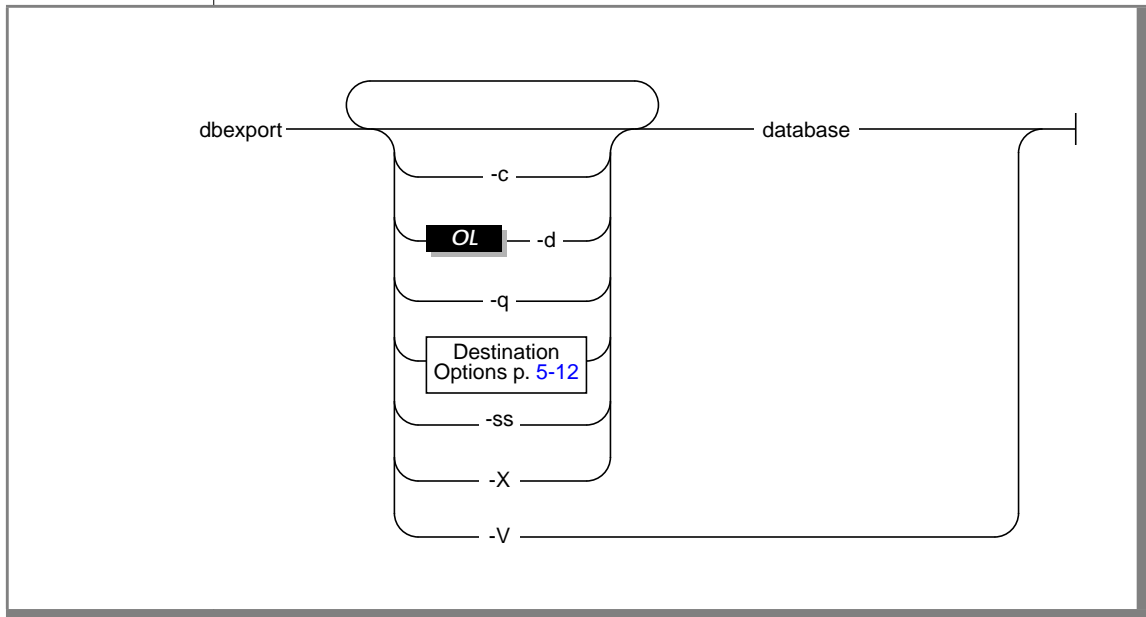 dbexport
database
-c
OL
-d
-q
Destination
Options p. 5-12
-ss
-X
-V